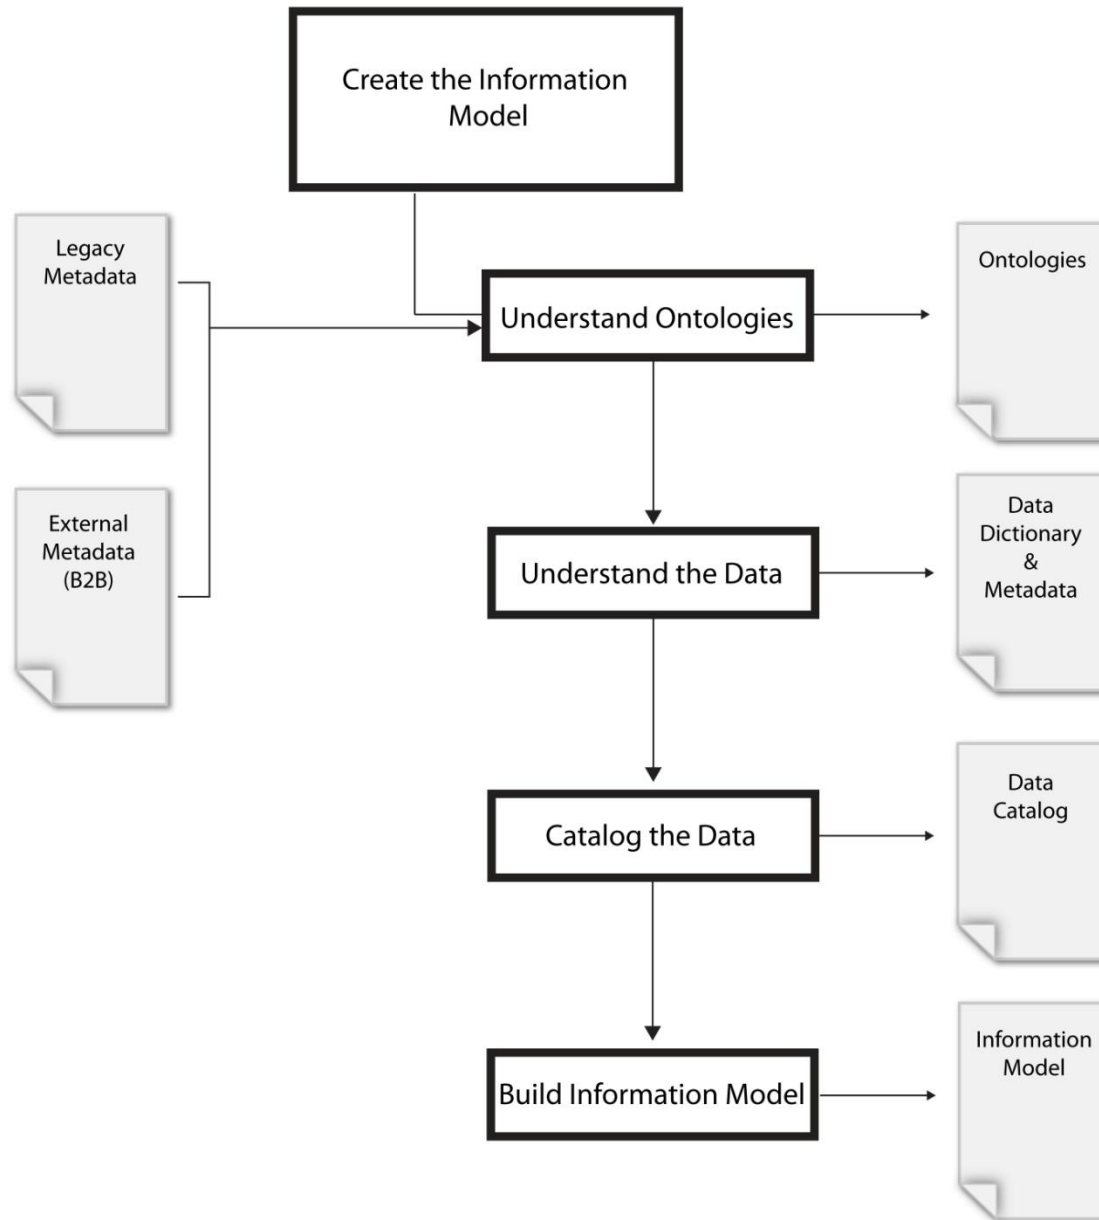 Create the Information
Model
Legacy
Metadata
Understand Ontologies
Ontologies
External
Metadata
(B2B)
Understand the Data
Data
Dictionary
&
Metadata
Catalog the Data
Data
Catalog
Build Information Model
Information
Model